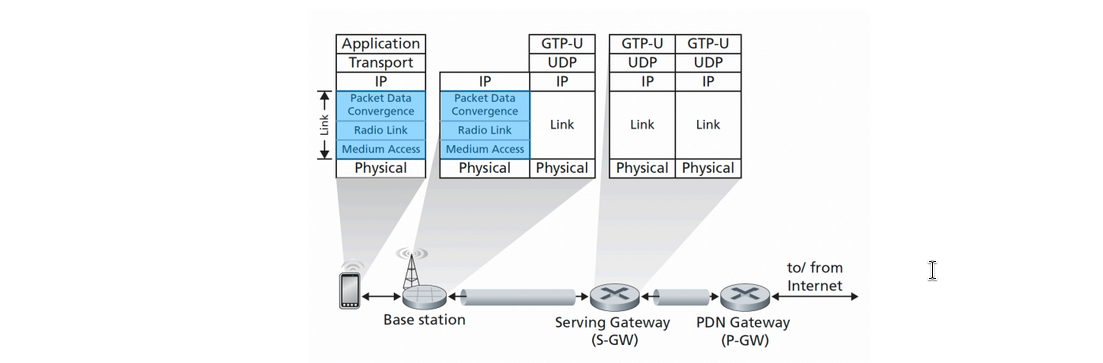 Application
Transport
IP
Packet Data
Convergence
Radio Link
Medium Access
Physical
Link
IP
Packet Data
Convergence
Radio Link
Medium Access
Physical
GTP-U
UDP
IP
Link
Physical
GTP-U
UDP
IP
Link
Physical
GTP-U
UDP
IP
Link
Physical
Base station
Serving Gateway
(S-GW)
PDN Gateway
(P-GW)
to/ from
Internet